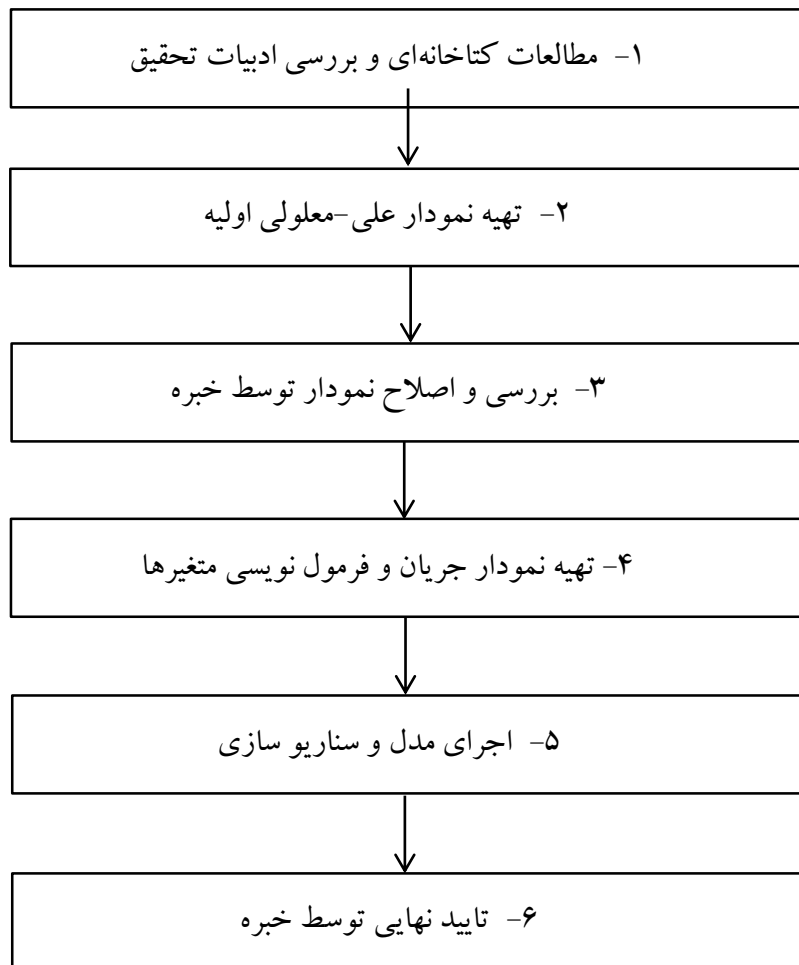 ۱- مطالعات کتاخانه‌ای و بررسی ادبیات تحقیق
۲- تهیه نمودار علی-معلولی اولیه
۳- بررسی و اصلاح نمودار توسط خبره
۴- تهیه نمودار جریان و فرمول نویسی متغیرها
۵- اجرای مدل و سناریو سازی
۶- تایید نهایی توسط خبره